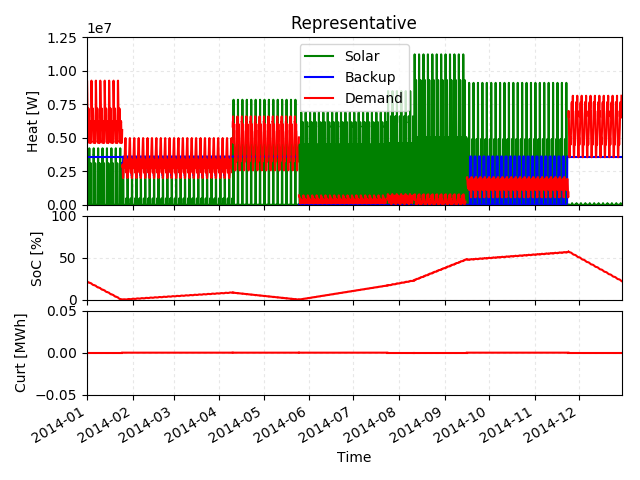 Representative
1e7
Heat [W]
1.25
1.00
0.75
0.50
0.25
0.00
Solar
Backup
Demand
SoC [%]
100
50
0
Curt [MWh]
0.05
0.00
−0.05
2014-01
2014-02
2014-03
2014-04
2014-05
2014-06
2014-07
2014-08
2014-09
2014-10
2014-11
2014-12
Time